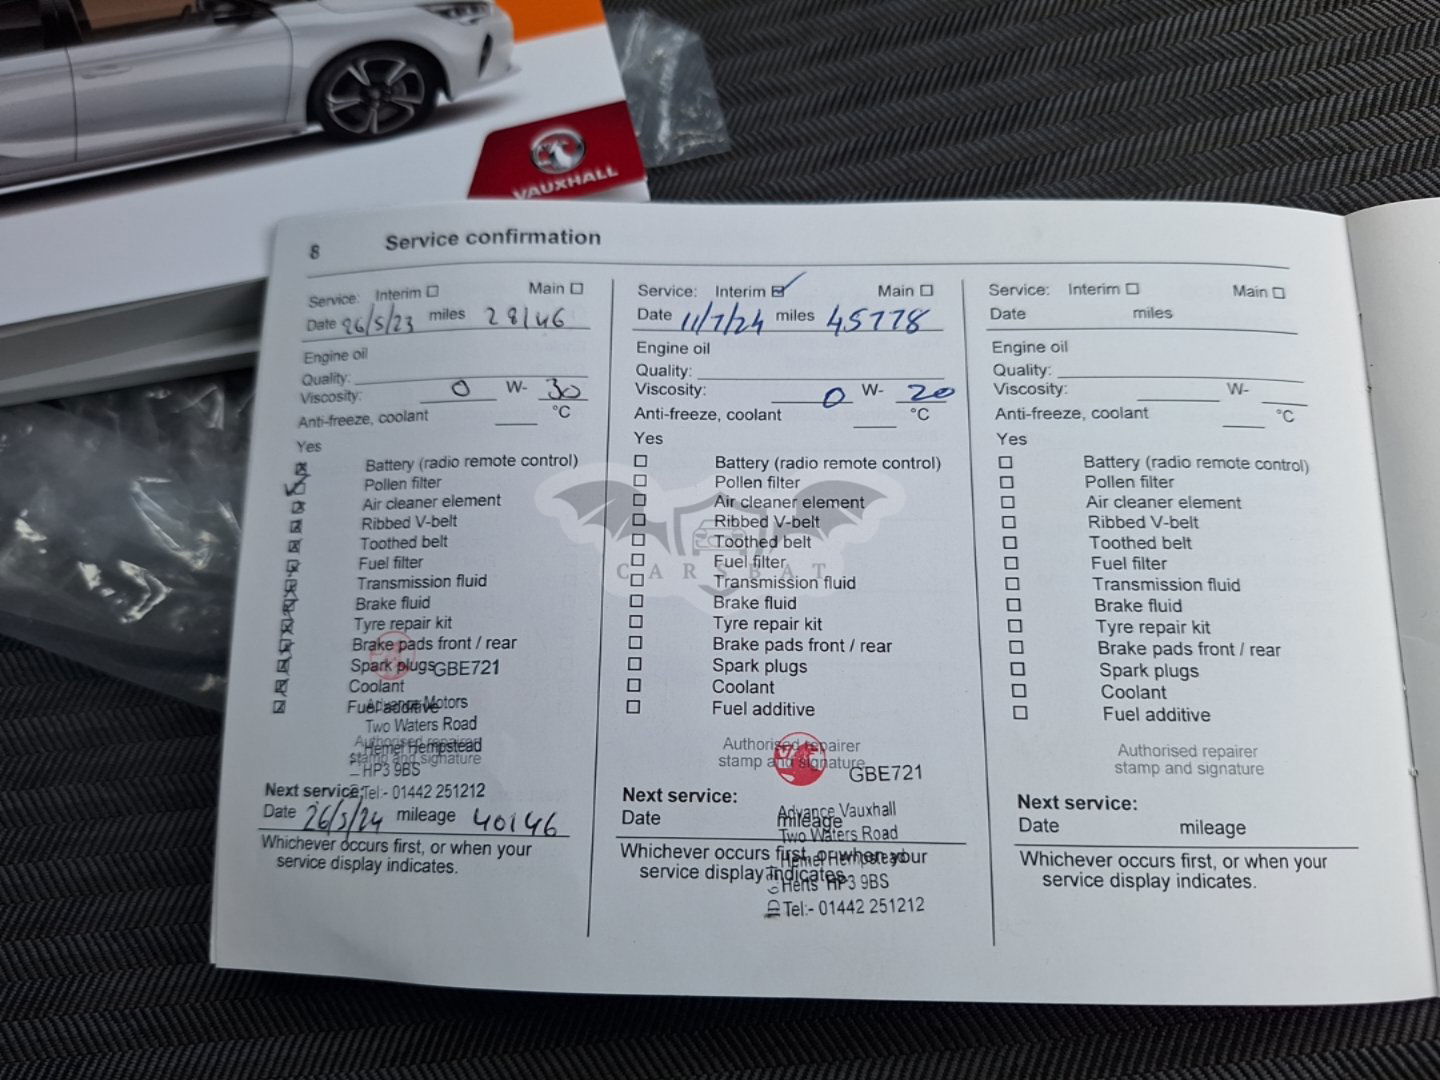 VAUXHALL
8 Service confirmation
Service: Interim Main
Date 26/5/23 miles 28146
Engine oil
Quality:
Viscosity: 0 W- 30
Anti-freeze, coolant °C
Yes
Battery (radio remote control)
Pollen filter
Air cleaner element
Ribbed V-belt
Toothed belt
Fuel filter
Transmission fluid
Brake fluid
Tyre repair kit
Brake pads front / rear
Spark plugs
GBE721
Coolant
Fuel additive
Advance Motors
Two Waters Road
Authorised repairer
Hemel Hempstead
stamp and signature
HP3 9BS
Tel:- 01442 251212
Next service:
Date 26/5/24 mileage 40146
Whichever occurs first, or when your
service display indicates.
Service: Interim Main
Date 11/7/24 miles 45778
Engine oil
Quality:
Viscosity: 0 W- 20
Anti-freeze, coolant °C
Yes
Battery (radio remote control)
Pollen filter
Air cleaner element
Ribbed V-belt
Toothed belt
Fuel filter
CARSBAT
Transmission fluid
Brake fluid
Tyre repair kit
Brake pads front / rear
Spark plugs
Coolant
Fuel additive
Authorised repairer
stamp and signature
GBE721
Next service:
Date mileage
Advance Vauxhall
Two Waters Road
Whichever occurs first, or when your
Hemel Hempstead
service display indicates.
Herts HP3 9BS
Tel:- 01442 251212
Service: Interim Main
Date miles
Engine oil
Quality:
Viscosity: W-
Anti-freeze, coolant °C
Yes
Battery (radio remote control)
Pollen filter
Air cleaner element
Ribbed V-belt
Toothed belt
Fuel filter
Transmission fluid
Brake fluid
Tyre repair kit
Brake pads front / rear
Spark plugs
Coolant
Fuel additive
Authorised repairer
stamp and signature
Next service:
Date mileage
Whichever occurs first, or when your
service display indicates.